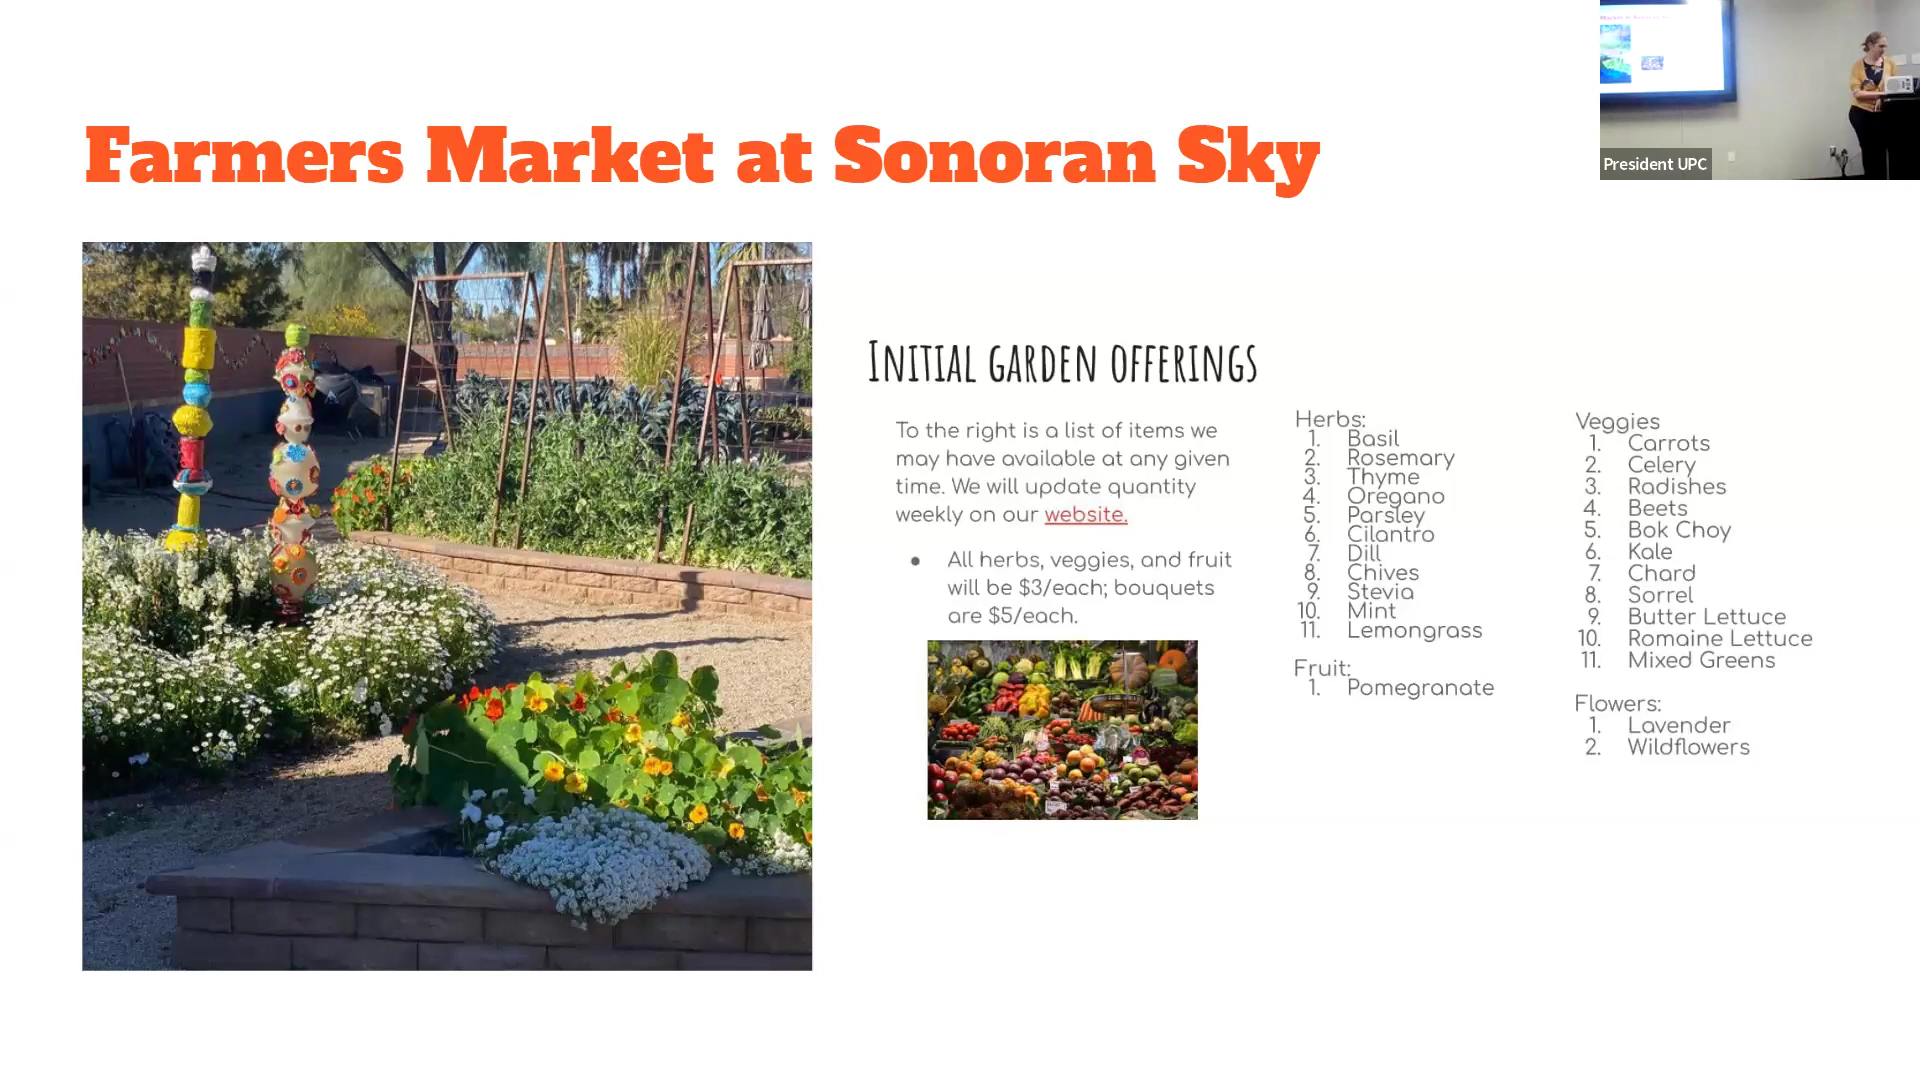 Farmers Market at Sonoran Sky
President UPC
INITIAL GARDEN OFFERINGS
To the right is a list of items we
may have available at any given
time. We will update quantity
weekly on our website.
● All herbs, veggies, and fruit
will be $3/each; bouquets
are $5/each.
Herbs:
1. Basil
2. Rosemary
3. Thyme
4. Oregano
5. Parsley
6. Cilantro
7. Dill
8. Chives
9. Stevia
10. Mint
11. Lemongrass
Fruit:
1. Pomegranate
Veggies
1. Carrots
2. Celery
3. Radishes
4. Beets
5. Bok Choy
6. Kale
7. Chard
8. Sorrel
9. Butter Lettuce
10. Romaine Lettuce
11. Mixed Greens
Flowers:
1. Lavender
2. Wildflowers